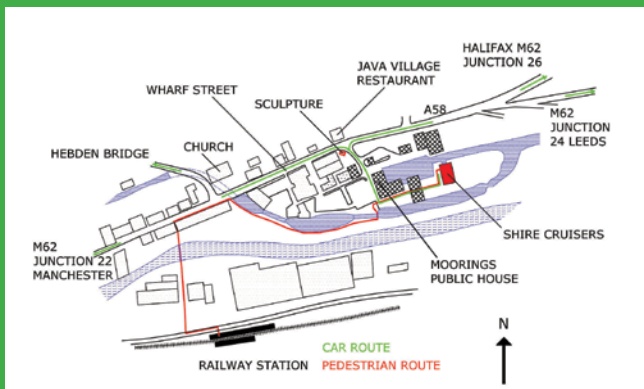 HALIFAX M62
JUNCTION 26
JAVA VILLAGE
RESTAURANT
WHARF STREET
SCULPTURE
A58
M62
JUNCTION
24 LEEDS
CHURCH
HEBDEN BRIDGE
SHIRE CRUISERS
M62
JUNCTION 22
MANCHESTER
MOORINGS
PUBLIC HOUSE
N
CAR ROUTE
RAILWAY STATION PEDESTRIAN ROUTE